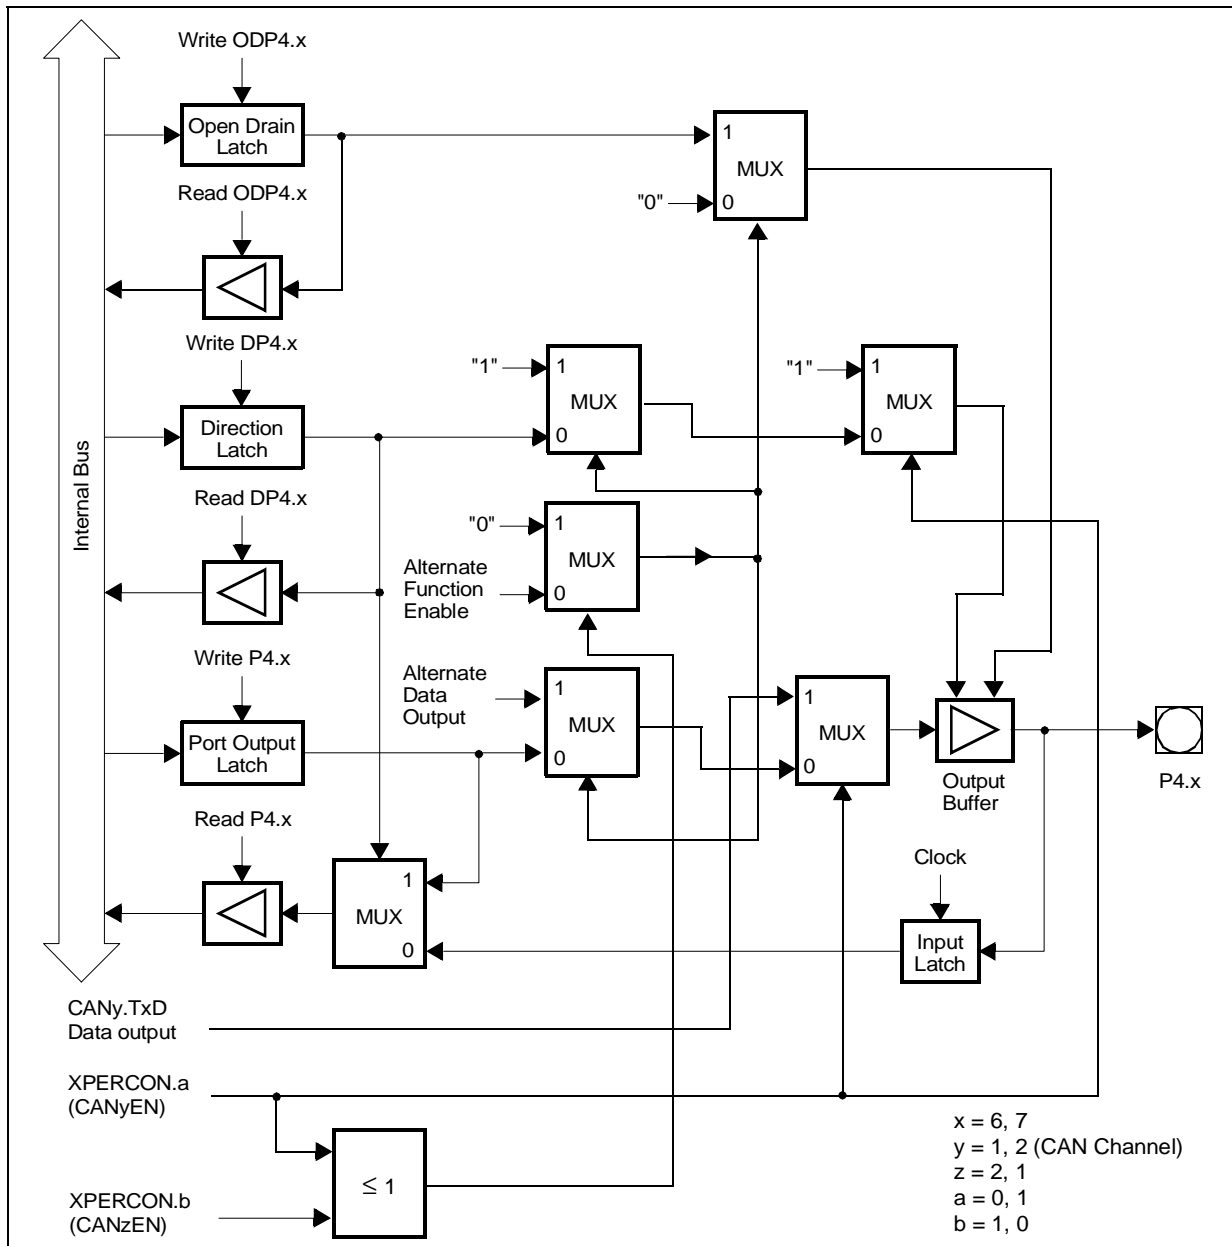 Write ODP4.x
Open Drain
Latch
Read ODP4.x
1
MUX
"0"
0
Write DP4.x
Direction
Latch
"1"
1
MUX
0
"1"
1
MUX
0
Internal Bus
Read DP4.x
"0"
1
MUX
Alternate
Function
Enable
0
Write P4.x
Port Output
Latch
Alternate
Data
Output
1
MUX
0
1
MUX
0
Output
Buffer
P4.x
Read P4.x
1
MUX
0
Clock
Input
Latch
CANy.TxD
Data output
XPERCON.a
(CANyEN)
≤ 1
XPERCON.b
(CANzEN)
x = 6, 7
y = 1, 2 (CAN Channel)
z = 2, 1
a = 0, 1
b = 1, 0